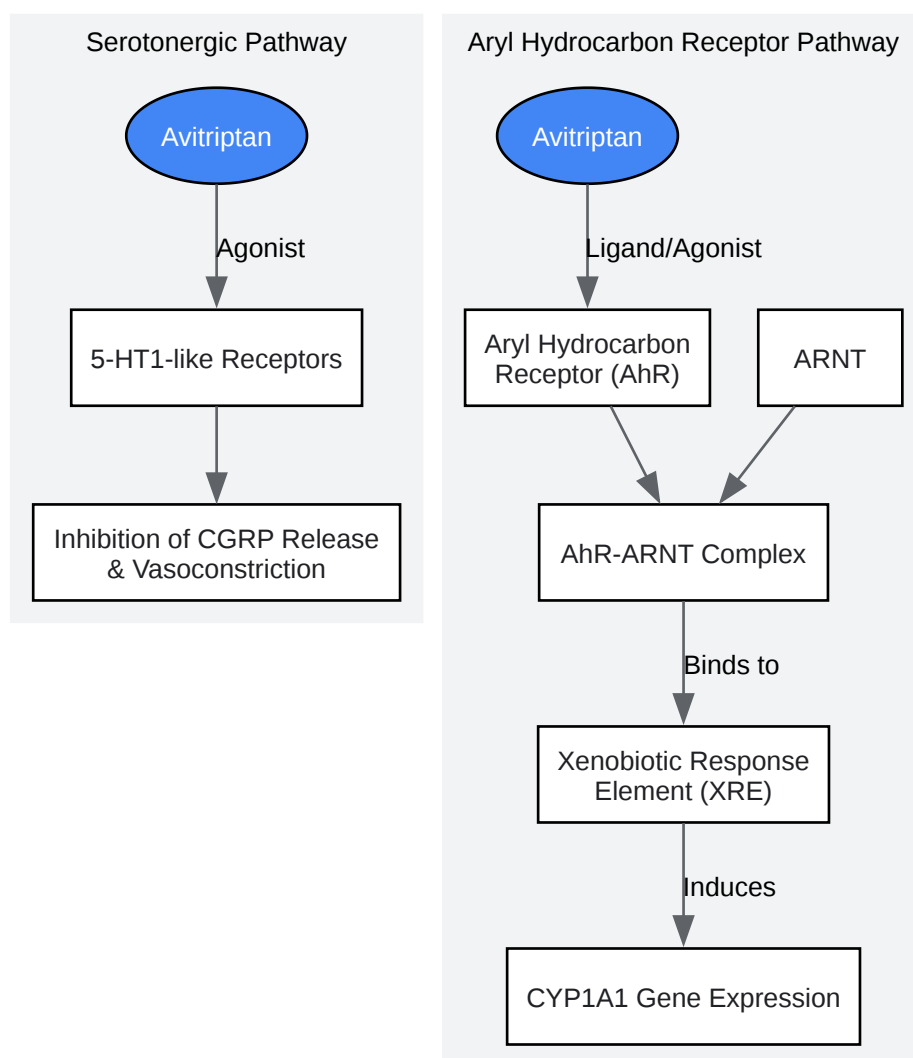 Serotonergic Pathway
Avitriptan
Agonist
5-HT1-like Receptors
Inhibition of CGRP Release
& Vasoconstriction
Aryl Hydrocarbon Receptor Pathway
Avitriptan
Ligand/Agonist
Aryl Hydrocarbon
Receptor (AhR)
ARNT
AhR-ARNT Complex
Binds to
Xenobiotic Response
Element (XRE)
Induces
CYP1A1 Gene Expression